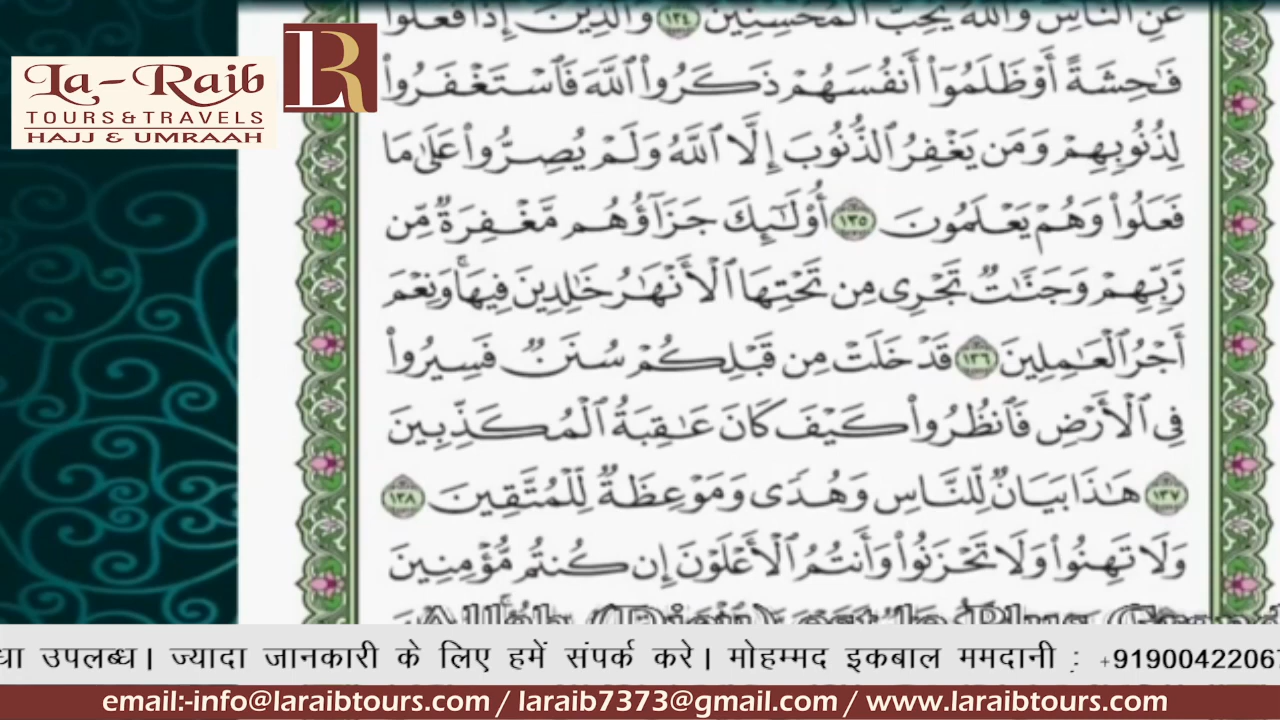 La-Raib
TOURS & TRAVELS
HAJJ & UMRAAH
LR
عَنِ ٱلنَّاسِ وَٱللَّهُ يُحِبُّ ٱلْمُحْسِنِينَ ١٣٤ وَٱلَّذِينَ إِذَا فَعَلُوا۟
فَٰحِشَةً أَوْ ظَلَمُوٓا۟ أَنفُسَهُمْ ذَكَرُوا۟ ٱللَّهَ فَٱسْتَغْفَرُوا۟
لِذُنُوبِهِمْ وَمَن يَغْفِرُ ٱلذُّنُوبَ إِلَّا ٱللَّهُ وَلَمْ يُصِرُّوا۟ عَلَىٰ مَا
فَعَلُوا۟ وَهُمْ يَعْلَمُونَ ١٣٥ أُو۟لَٰٓئِكَ جَزَآؤُهُم مَّغْفِرَةٌ مِّن
رَّبِّهِمْ وَجَنَّٰتٌ تَجْرِى مِن تَحْتِهَا ٱلْأَنْهَٰرُ خَٰلِدِينَ فِيهَا ۚ وَنِعْمَ
أَجْرُ ٱلْعَٰمِلِينَ ١٣٦ قَدْ خَلَتْ مِن قَبْلِكُمْ سُنَنٌ فَسِيرُوا۟
فِى ٱلْأَرْضِ فَٱنظُرُوا۟ كَيْفَ كَانَ عَٰقِبَةُ ٱلْمُكَذِّبِينَ
١٣٧ هَٰذَا بَيَانٌ لِّلنَّاسِ وَهُدًى وَمَوْعِظَةٌ لِّلْمُتَّقِينَ ١٣٨
وَلَا تَهِنُوا۟ وَلَا تَحْزَنُوا۟ وَأَنتُمُ ٱلْأَعْلَوْنَ إِن كُنتُم مُّؤْمِنِينَ
उपलब्ध। ज्यादा जानकारी के लिए हमें संपर्क करे। मोहम्मद इकबाल ममदानी : +9190042206
email:-info@laraibtours.com / laraib7373@gmail.com / www.laraibtours.com